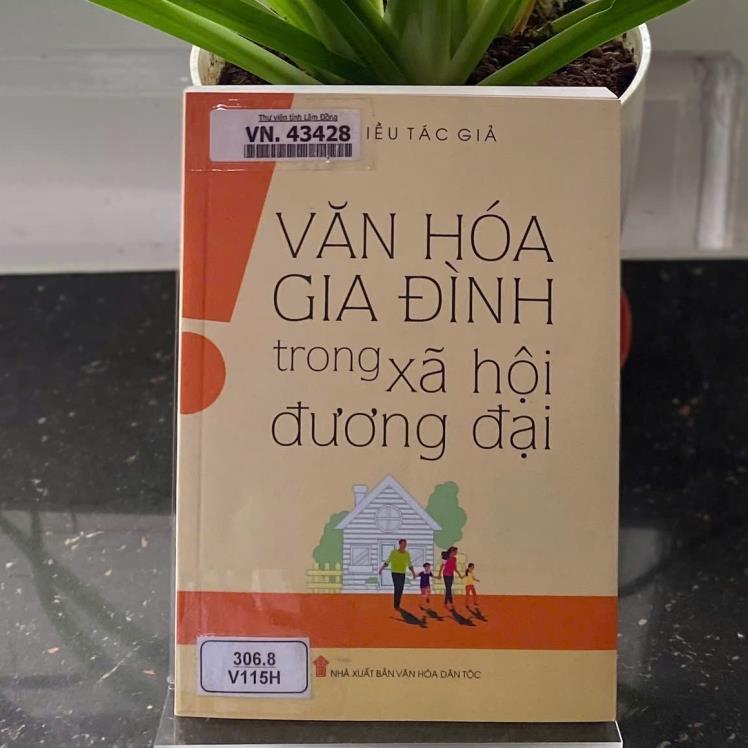 Thư viện tỉnh Lâm Đồng
VN. 43428
IỀU TÁC GIẢ
VĂN HÓA
GIA ĐÌNH
trong xã hội
đương đại
306.8
V115H
NHÀ XUẤT BẢN VĂN HÓA DÂN TỘC